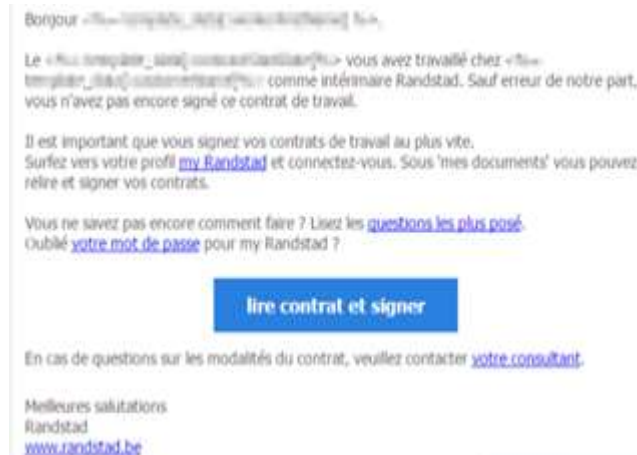 Bonjour
Le vous avez travaillé chez
comme intérimaire Randstad. Sauf erreur de notre part,
vous n'avez pas encore signé ce contrat de travail.
Il est important que vous signez vos contrats de travail au plus vite.
Surfez vers votre profil my Randstad et connectez-vous. Sous 'mes documents' vous pouvez
relire et signer vos contrats.
Vous ne savez pas encore comment faire ? Lisez les questions les plus posé.
Oublié votre mot de passe pour my Randstad ?
lire contrat et signer
En cas de questions sur les modalités du contrat, veuillez contacter votre consultant.
Meilleures salutations
Randstad
www.randstad.be